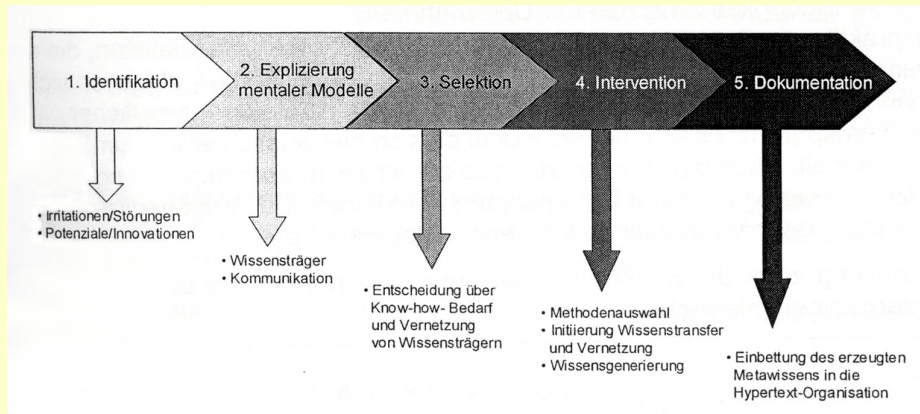 1. Identifikation
2. Explizierung
mentaler Modelle
3. Selektion
4. Intervention
5. Dokumentation
• Irritationen/Störungen
• Potenziale/Innovationen
• Wissensträger
• Kommunikation
• Entscheidung über
Know-how- Bedarf
und Vernetzung
von Wissensträgern
• Methodenauswahl
• Initiierung Wissenstransfer
und Vernetzung
• Wissensgenerierung
• Einbettung des erzeugten
Metawissens in die
Hypertext-Organisation